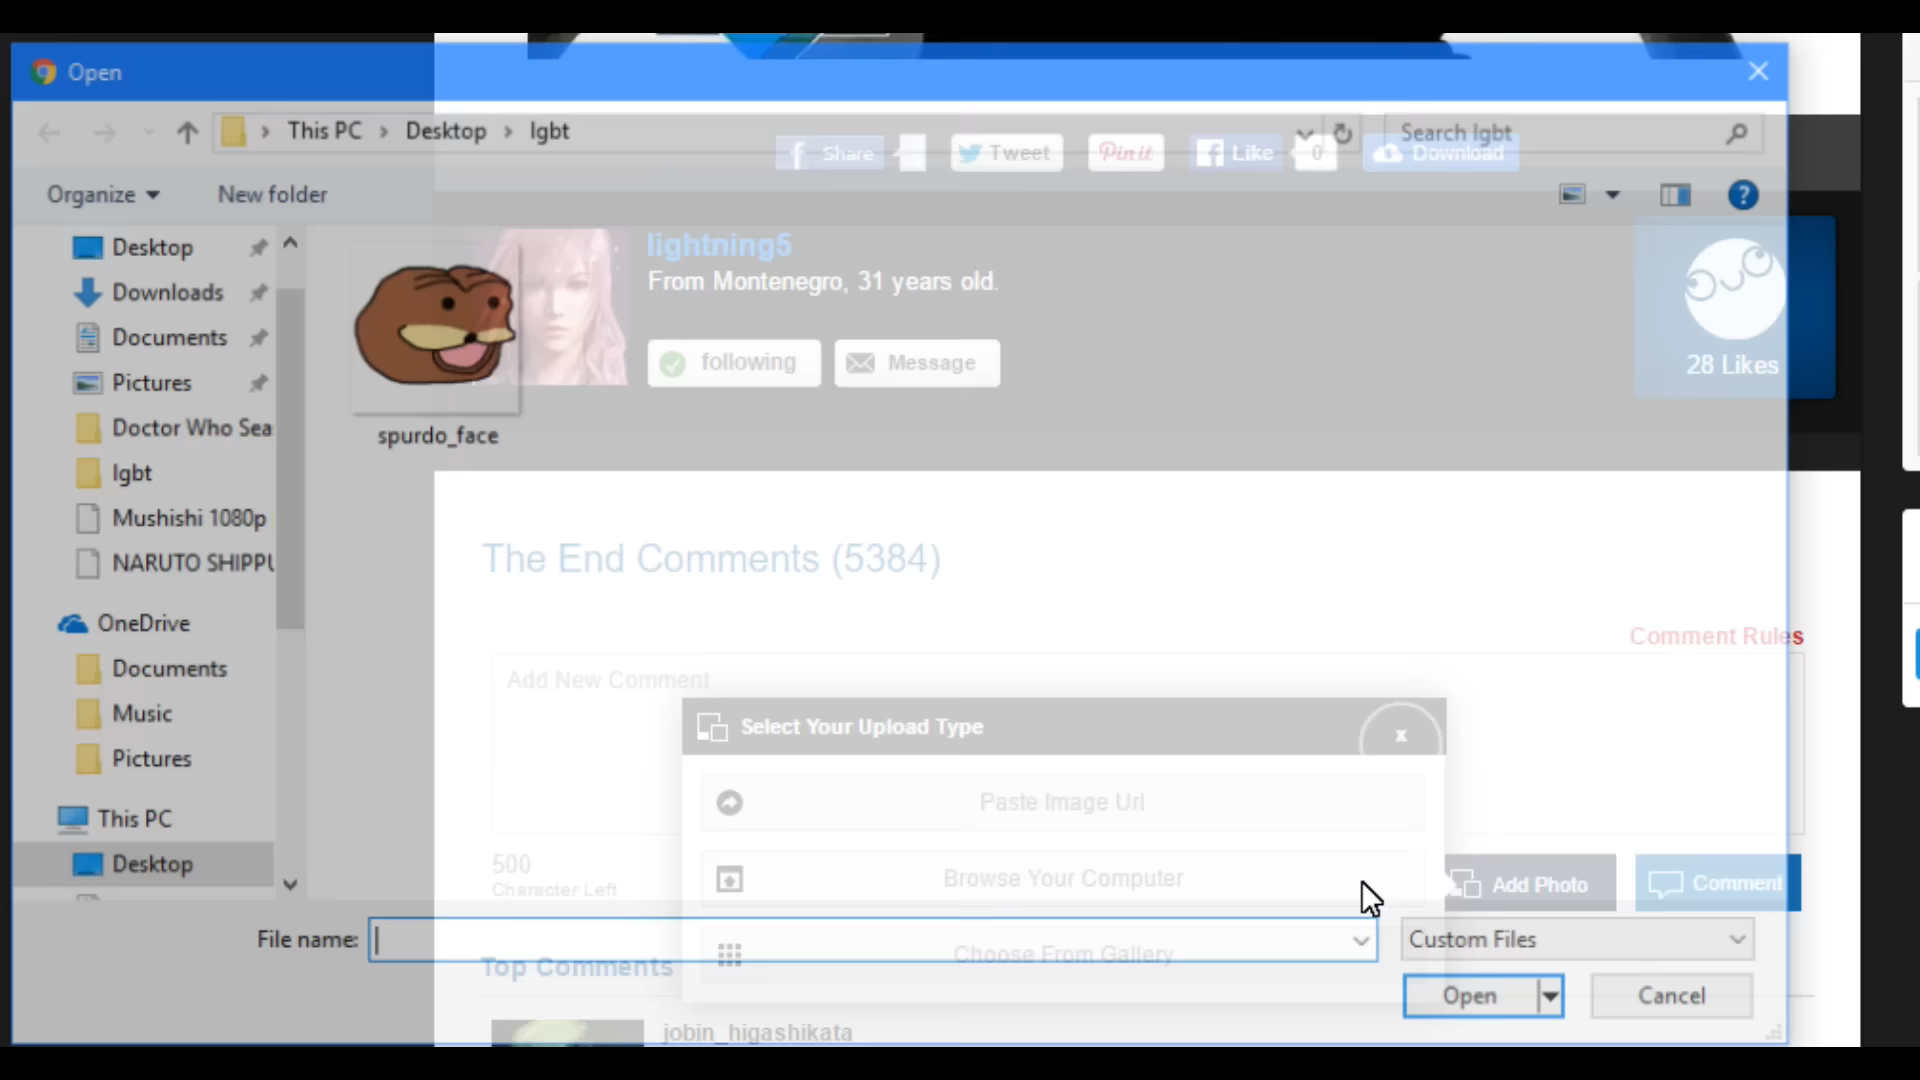 Open
This PC > Desktop > lgbt
Search lgbt
Share
Tweet
Pin it
Like
0
Download
Organize
New folder
Desktop
Downloads
Documents
Pictures
Doctor Who Sea
lgbt
Mushishi 1080p
NARUTO SHIPPU
OneDrive
Documents
Music
Pictures
This PC
Desktop
spurdo_face
lightning5
From Montenegro, 31 years old.
following
Message
28 Likes
The End Comments (5384)
Comment Rules
Add New Comment
Select Your Upload Type
x
Paste Image Url
Browse Your Computer
Choose From Gallery
500
Character Left
Add Photo
Comment
File name:
Custom Files
Top Comments
Open
Cancel
jobin_higashikata